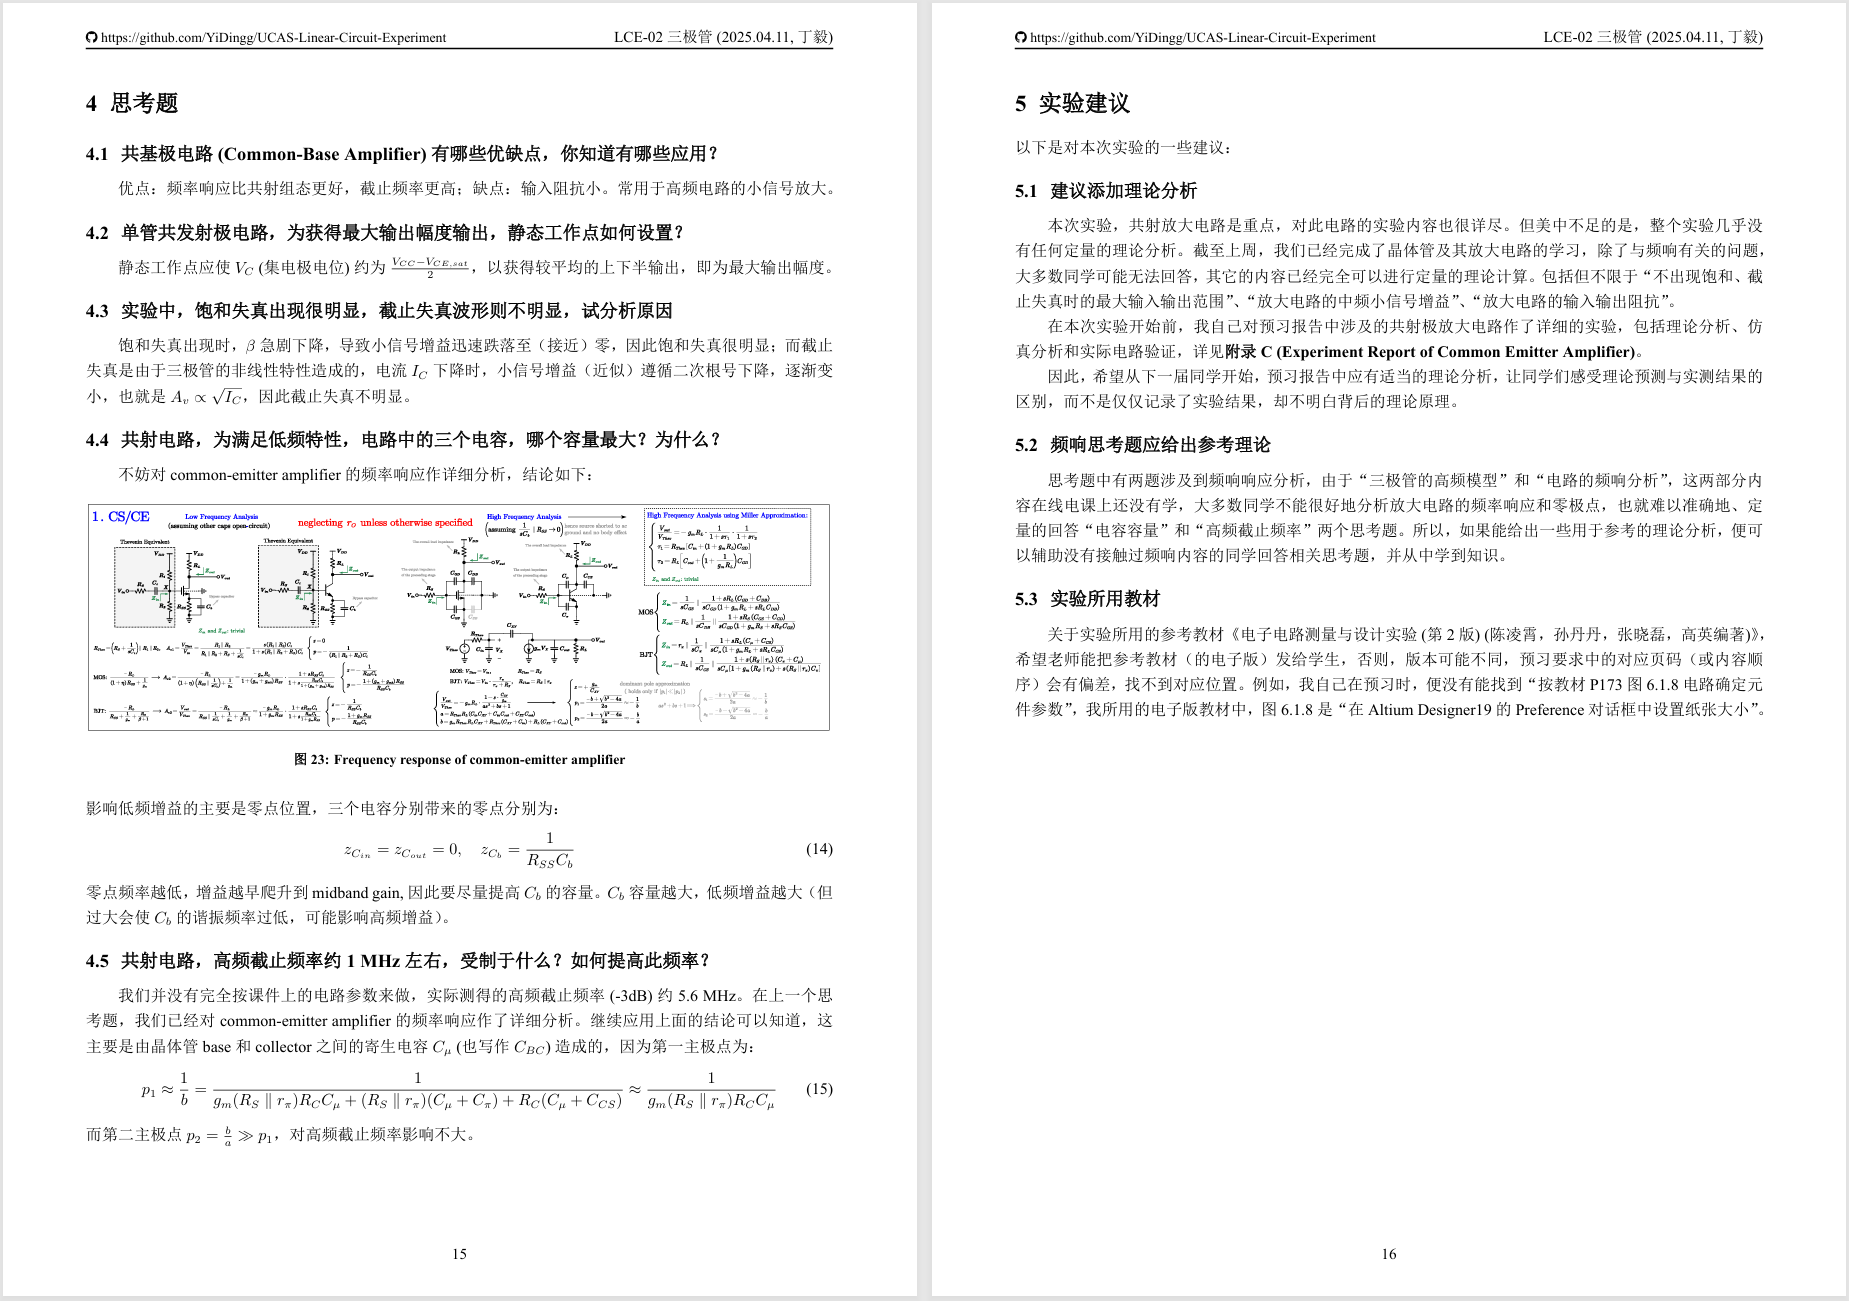 https://github.com/YiDingg/UCAS-Linear-Circuit-Experiment LCE-02 三极管 (2025.04.11, 丁毅)
4 思考题
4.1 共基极电路 (Common-Base Amplifier) 有哪些优缺点，你知道有哪些应用？
优点：频率响应比共射组态更好，截止频率更高；缺点：输入阻抗小。常用于高频电路的小信号放大。
4.2 单管共发射极电路，为获得最大输出幅度输出，静态工作点如何设置？
静态工作点应使 V_C (集电极电位) 约为 \frac{V_{CC}-V_{CE,sat}}{2}，以获得较平均的上下半输出，即为最大输出幅度。
4.3 实验中，饱和失真出现很明显，截止失真波形则不明显，试分析原因
饱和失真出现时，β 急剧下降，导致小信号增益迅速跌落至（接近）零，因此饱和失真很明显；而截止
失真是由于三极管的非线性特性造成的，电流 I_C 下降时，小信号增益（近似）遵循二次根号下降，逐渐变
小，也就是 A_v ∝ \sqrt{I_C}，因此截止失真不明显。
4.4 共射电路，为满足低频特性，电路中的三个电容，哪个容量最大？为什么？
不妨对 common-emitter amplifier 的频率响应作详细分析，结论如下：
1. CS/CE
Low Frequency Analysis
(assuming other caps open-circuit)
neglecting r_O unless otherwise specified
High Frequency Analysis
High Frequency Analysis using Miller Approximation:
Thevenin Equivalent
Thevenin Equivalent
Z_in and Z_out: trivial
Z_in and Z_out: trivial
MOS
BJT
MOS:
BJT:
dominant pole approximation
图 23: Frequency response of common-emitter amplifier
影响低频增益的主要是零点位置，三个电容分别带来的零点分别为：
z_{C_{in}} = z_{C_{out}} = 0, z_{C_b} = \frac{1}{R_{SS}C_b} (14)
零点频率越低，增益越早爬升到 midband gain, 因此要尽量提高 C_b 的容量。C_b 容量越大，低频增益越大（但
过大会使 C_b 的谐振频率过低，可能影响高频增益）。
4.5 共射电路，高频截止频率约 1 MHz 左右，受制于什么？如何提高此频率？
我们并没有完全按课件上的电路参数来做，实际测得的高频截止频率 (-3dB) 约 5.6 MHz。在上一个思
考题，我们已经对 common-emitter amplifier 的频率响应作了详细分析。继续应用上面的结论可以知道，这
主要是由晶体管 base 和 collector 之间的寄生电容 C_μ (也写作 C_{BC}) 造成的，因为第一主极点为：
p_1 ≈ \frac{1}{b} = \frac{1}{g_m(R_S ∥ r_π)R_C C_μ + (R_S ∥ r_π)(C_μ + C_π) + R_C(C_μ + C_{CS})} ≈ \frac{1}{g_m(R_S ∥ r_π)R_C C_μ} (15)
而第二主极点 p_2 = \frac{b}{a} ≫ p_1，对高频截止频率影响不大。
15
https://github.com/YiDingg/UCAS-Linear-Circuit-Experiment LCE-02 三极管 (2025.04.11, 丁毅)
5 实验建议
以下是对本次实验的一些建议：
5.1 建议添加理论分析
本次实验，共射放大电路是重点，对此电路的实验内容也很详尽。但美中不足的是，整个实验几乎没
有任何定量的理论分析。截至上周，我们已经完成了晶体管及其放大电路的学习，除了与频响有关的问题，
大多数同学可能无法回答，其它的内容已经完全可以进行定量的理论计算。包括但不限于“不出现饱和、截
止失真时的最大输入输出范围”、“放大电路的中频小信号增益”、“放大电路的输入输出阻抗”。
在本次实验开始前，我自己对预习报告中涉及的共射极放大电路作了详细的实验，包括理论分析、仿
真分析和实际电路验证，详见附录 C (Experiment Report of Common Emitter Amplifier)。
因此，希望从下一届同学开始，预习报告中应有适当的理论分析，让同学们感受理论预测与实测结果的
区别，而不是仅仅记录了实验结果，却不明白背后的理论原理。
5.2 频响思考题应给出参考理论
思考题中有两题涉及到频响响应分析，由于“三极管的高频模型”和“电路的频响分析”，这两部分内
容在线电课上还没有学，大多数同学不能很好地分析放大电路的频率响应和零极点，也就难以准确地、定
量的回答“电容容量”和“高频截止频率”两个思考题。所以，如果能给出一些用于参考的理论分析，便可
以辅助没有接触过频响内容的同学回答相关思考题，并从中学到知识。
5.3 实验所用教材
关于实验所用的参考教材《电子电路测量与设计实验 (第 2 版) (陈凌霄，孙丹丹，张晓磊，高英编著)》，
希望老师能把参考教材（的电子版）发给学生，否则，版本可能不同，预习要求中的对应页码（或内容顺
序）会有偏差，找不到对应位置。例如，我自己在预习时，便没有能找到“按教材 P173 图 6.1.8 电路确定元
件参数”，我所用的电子版教材中，图 6.1.8 是“在 Altium Designer19 的 Preference 对话框中设置纸张大小”。
16